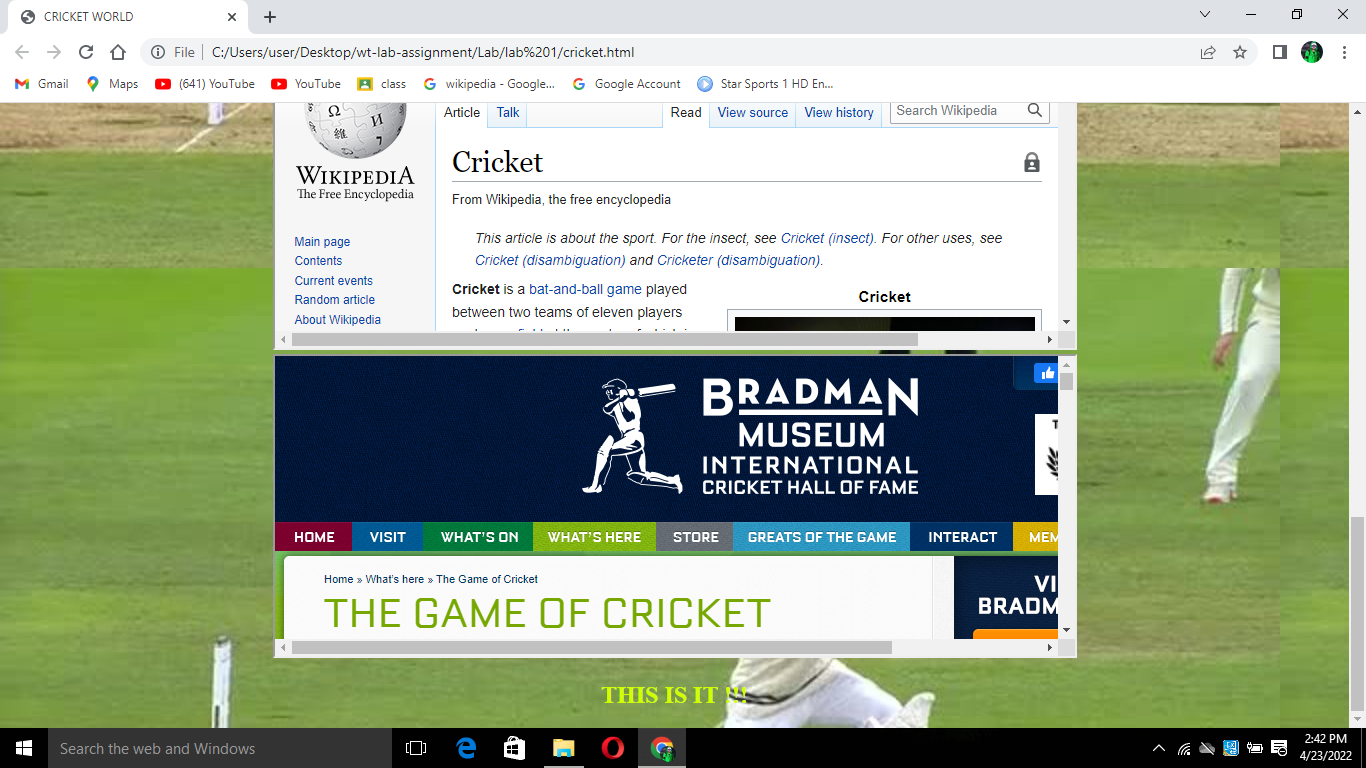 CRICKET WORLD
File C:/Users/user/Desktop/wt-lab-assignment/Lab/lab%201/cricket.html
Gmail Maps (641) YouTube YouTube class wikipedia - Google... Google Account Star Sports 1 HD En...
Article Talk Read View source View history Search Wikipedia
WIKIPEDIA
The Free Encyclopedia
Main page
Contents
Current events
Random article
About Wikipedia
Cricket
From Wikipedia, the free encyclopedia
This article is about the sport. For the insect, see Cricket (insect). For other uses, see
Cricket (disambiguation) and Cricketer (disambiguation).
Cricket is a bat-and-ball game played
between two teams of eleven players
Cricket
BRADMAN
MUSEUM
INTERNATIONAL
CRICKET HALL OF FAME
HOME VISIT WHAT'S ON WHAT'S HERE STORE GREATS OF THE GAME INTERACT MEM
Home » What's here » The Game of Cricket
THE GAME OF CRICKET
VI
BRADM
THIS IS IT !!!
Search the web and Windows
2:42 PM
4/23/2022